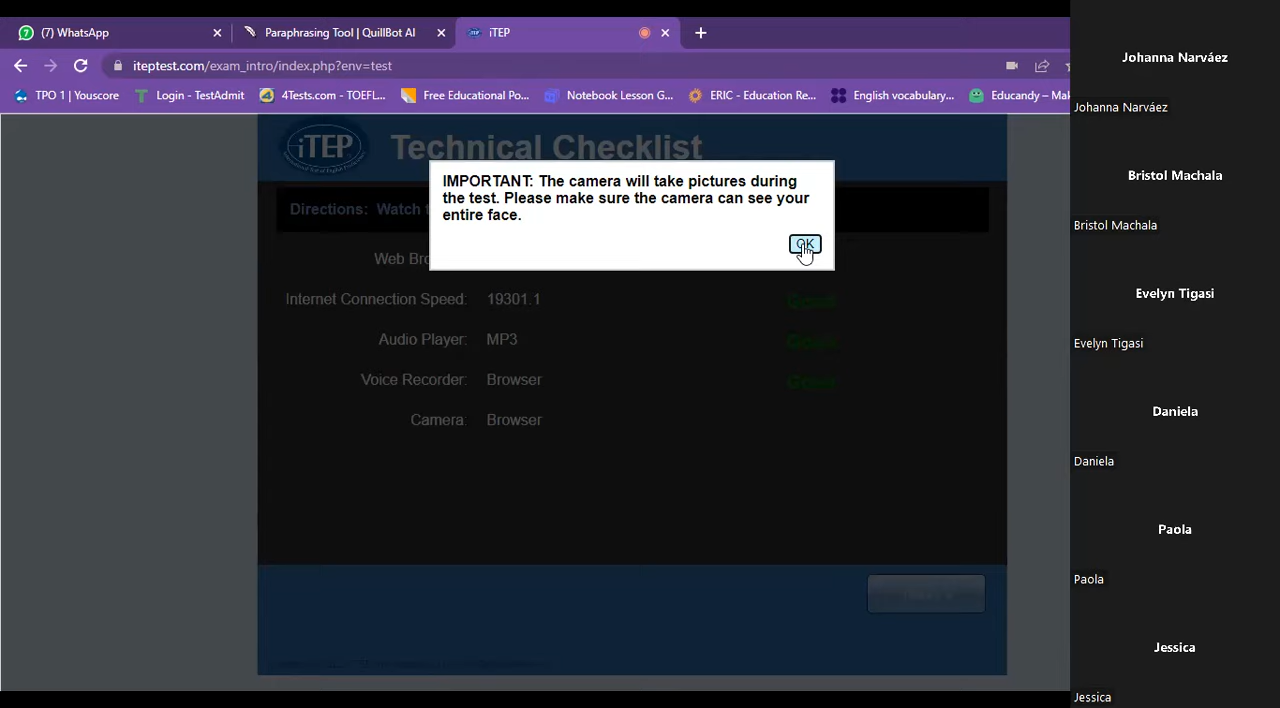 (7) WhatsApp
Paraphrasing Tool | QuillBot AI
iTEP
iteptest.com/exam_intro/index.php?env=test
TPO 1 | Youscore
Login - TestAdmit
4Tests.com - TOEFL...
Free Educational Po...
Notebook Lesson G...
ERIC - Education Re...
English vocabulary...
Educandy – Mak
iTEP
Technical Checklist
IMPORTANT: The camera will take pictures during
the test. Please make sure the camera can see your
entire face.
OK
Directions: Watch
Web Bro
Internet Connection Speed: 19301.1 Good
Audio Player: MP3 Good
Voice Recorder: Browser Good
Camera: Browser
Johanna Narváez
Johanna Narváez
Bristol Machala
Bristol Machala
Evelyn Tigasi
Evelyn Tigasi
Daniela
Daniela
Paola
Paola
Jessica
Jessica